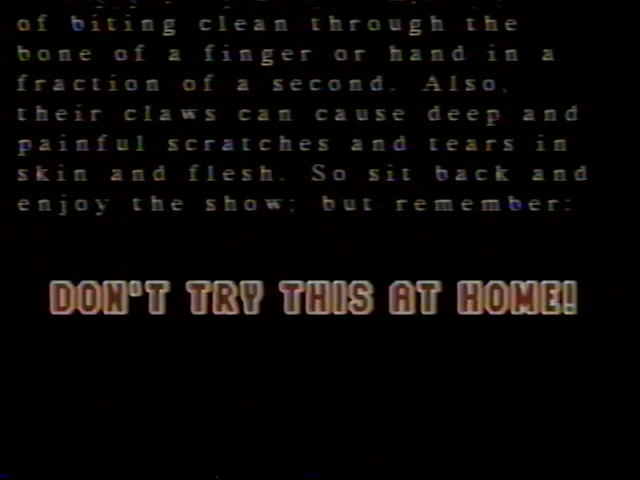 of biting clean through the
bone of a finger or hand in a
fraction of a second. Also,
their claws can cause deep and
painful scratches and tears in
skin and flesh. So sit back and
enjoy the show; but remember:
DON'T TRY THIS AT HOME!